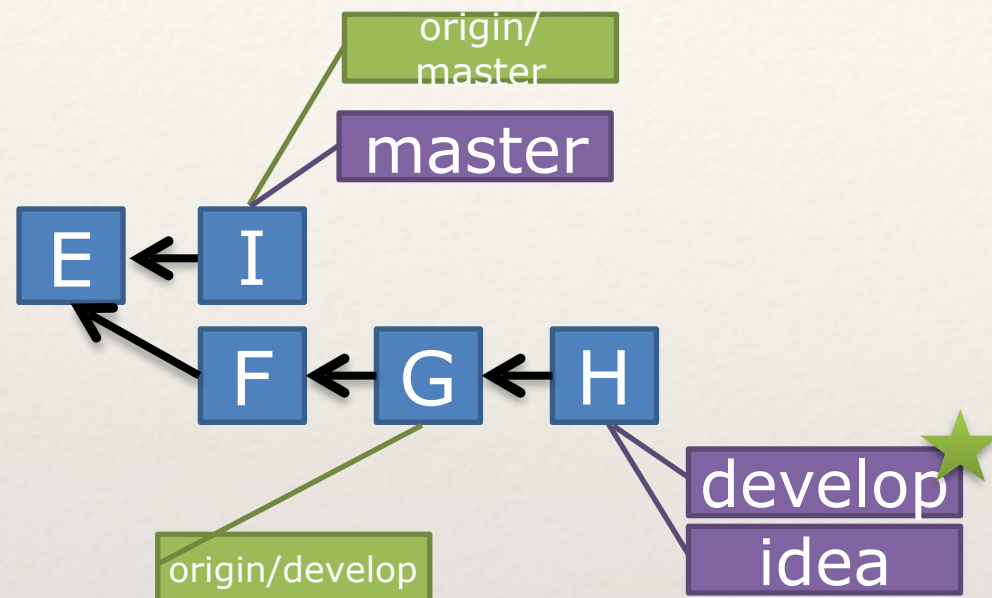 origin/
master
master
E
I
F
G
H
develop
idea
origin/develop